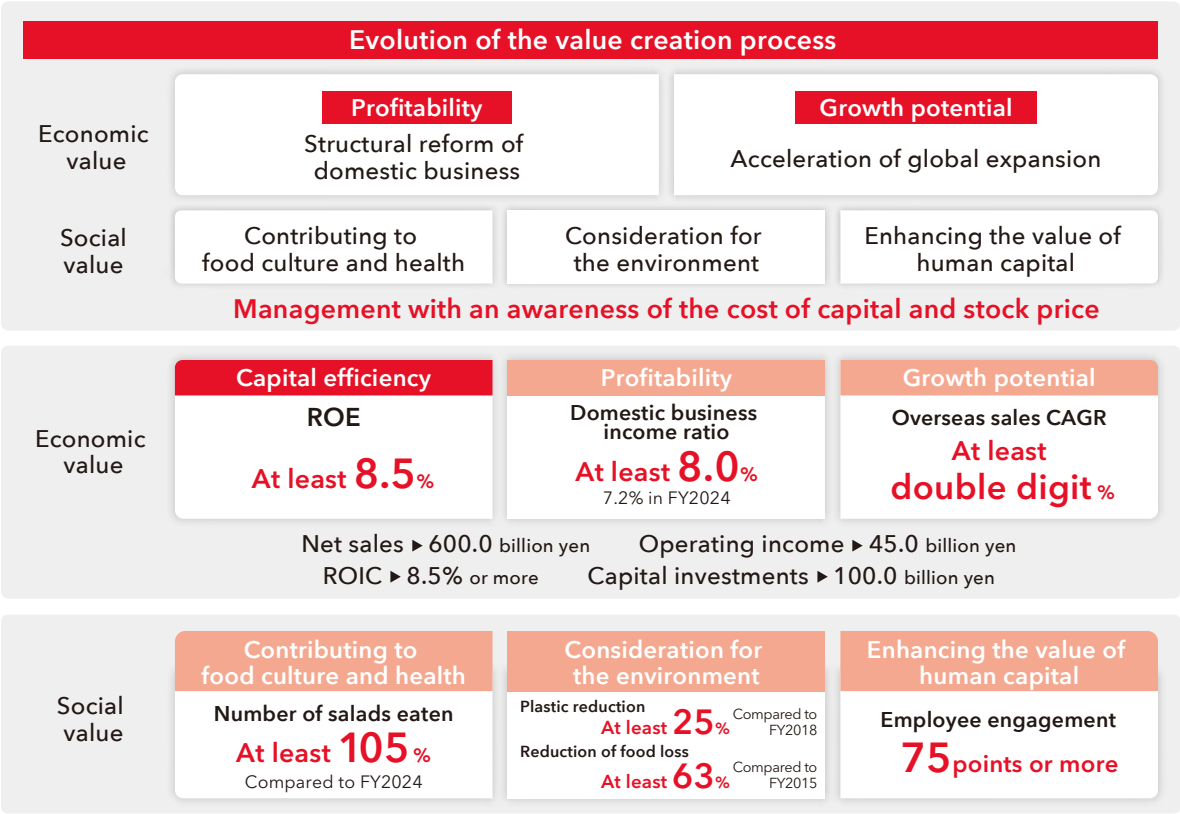 Evolution of the value creation process
Economic
value
Profitability
Structural reform of
domestic business
Growth potential
Acceleration of global expansion
Social
value
Contributing to
food culture and health
Consideration for
the environment
Enhancing the value of
human capital
Management with an awareness of the cost of capital and stock price
Economic
value
Capital efficiency
ROE
At least 8.5%
Profitability
Domestic business
income ratio
At least 8.0%
7.2% in FY2024
Growth potential
Overseas sales CAGR
At least
double digit %
Net sales ▶ 600.0 billion yen
Operating income ▶ 45.0 billion yen
ROIC ▶ 8.5% or more
Capital investments ▶ 100.0 billion yen
Social
value
Contributing to
food culture and health
Number of salads eaten
At least 105%
Compared to FY2024
Consideration for
the environment
Plastic reduction
At least 25%
Compared to
FY2018
Reduction of food loss
At least 63%
Compared to
FY2015
Enhancing the value of
human capital
Employee engagement
75 points or more